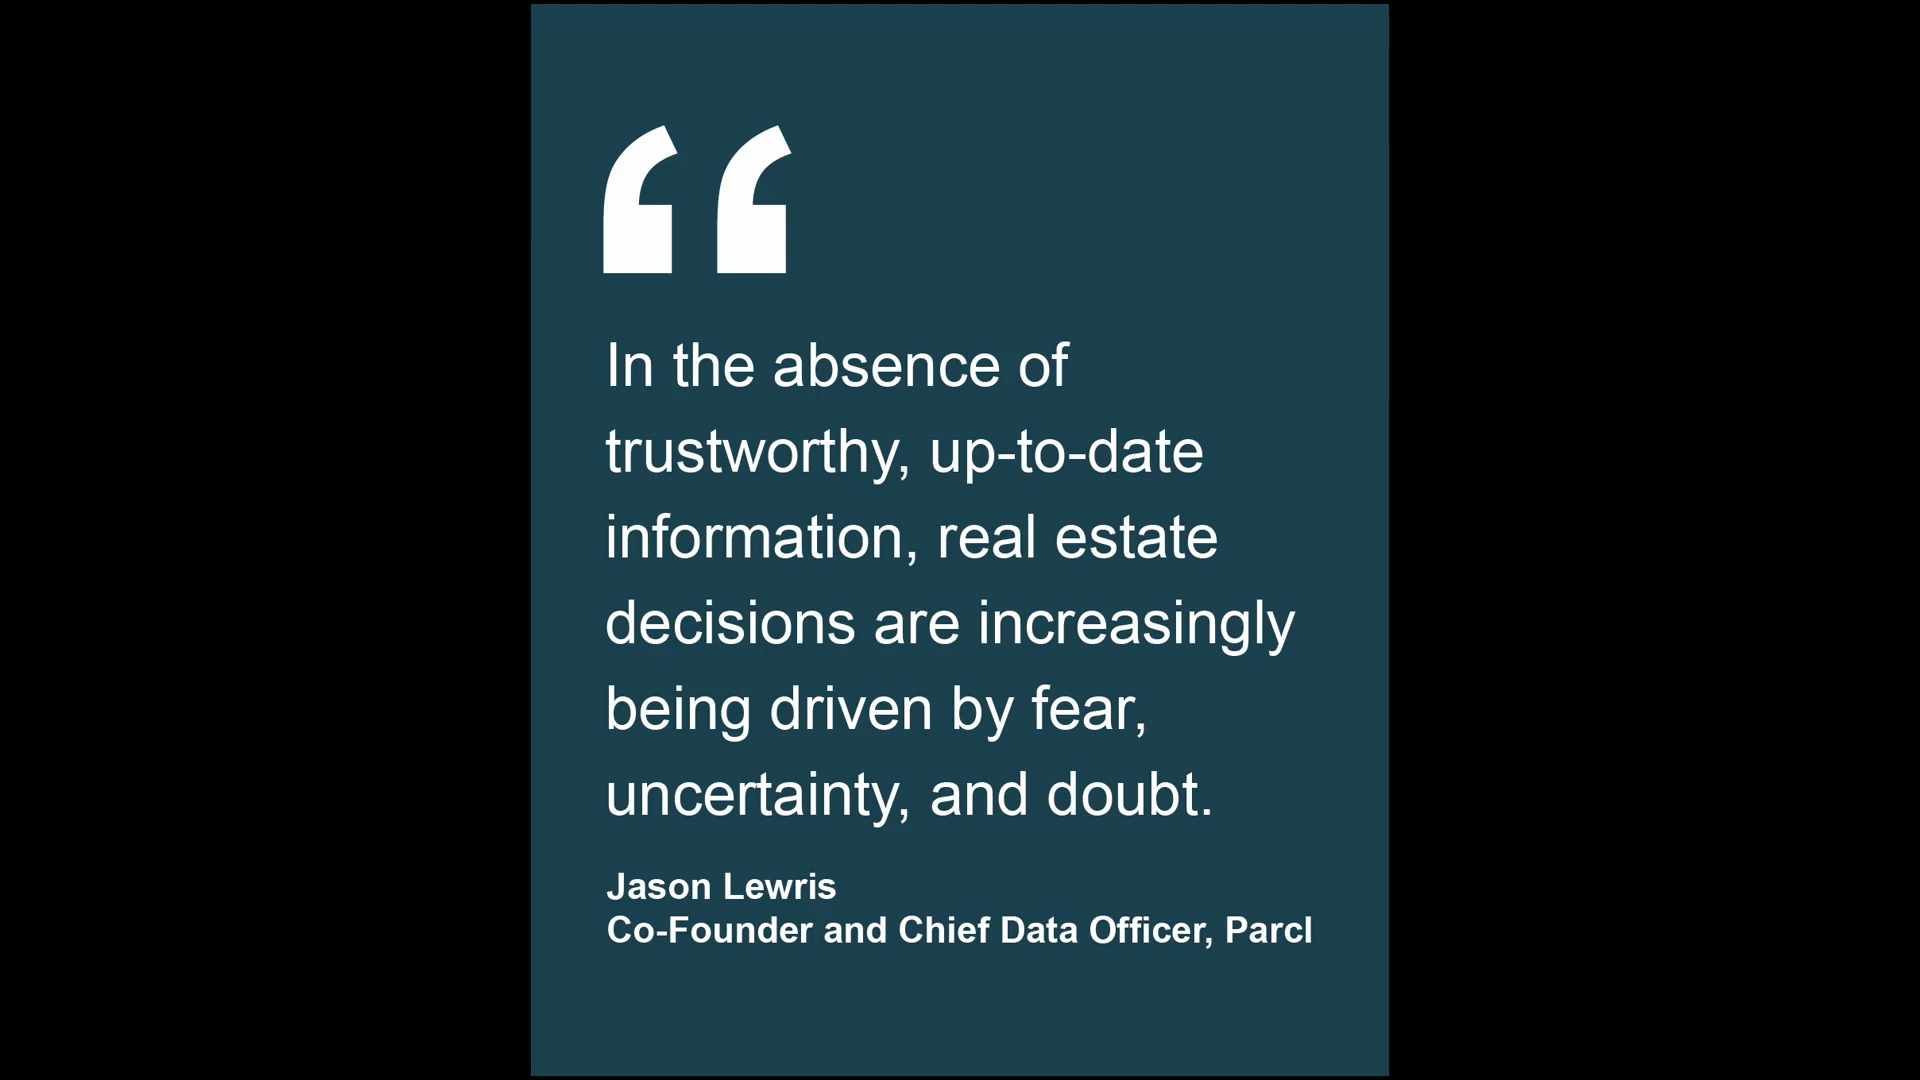 “
In the absence of
trustworthy, up-to-date
information, real estate
decisions are increasingly
being driven by fear,
uncertainty, and doubt.
Jason Lewris
Co-Founder and Chief Data Officer, Parcl